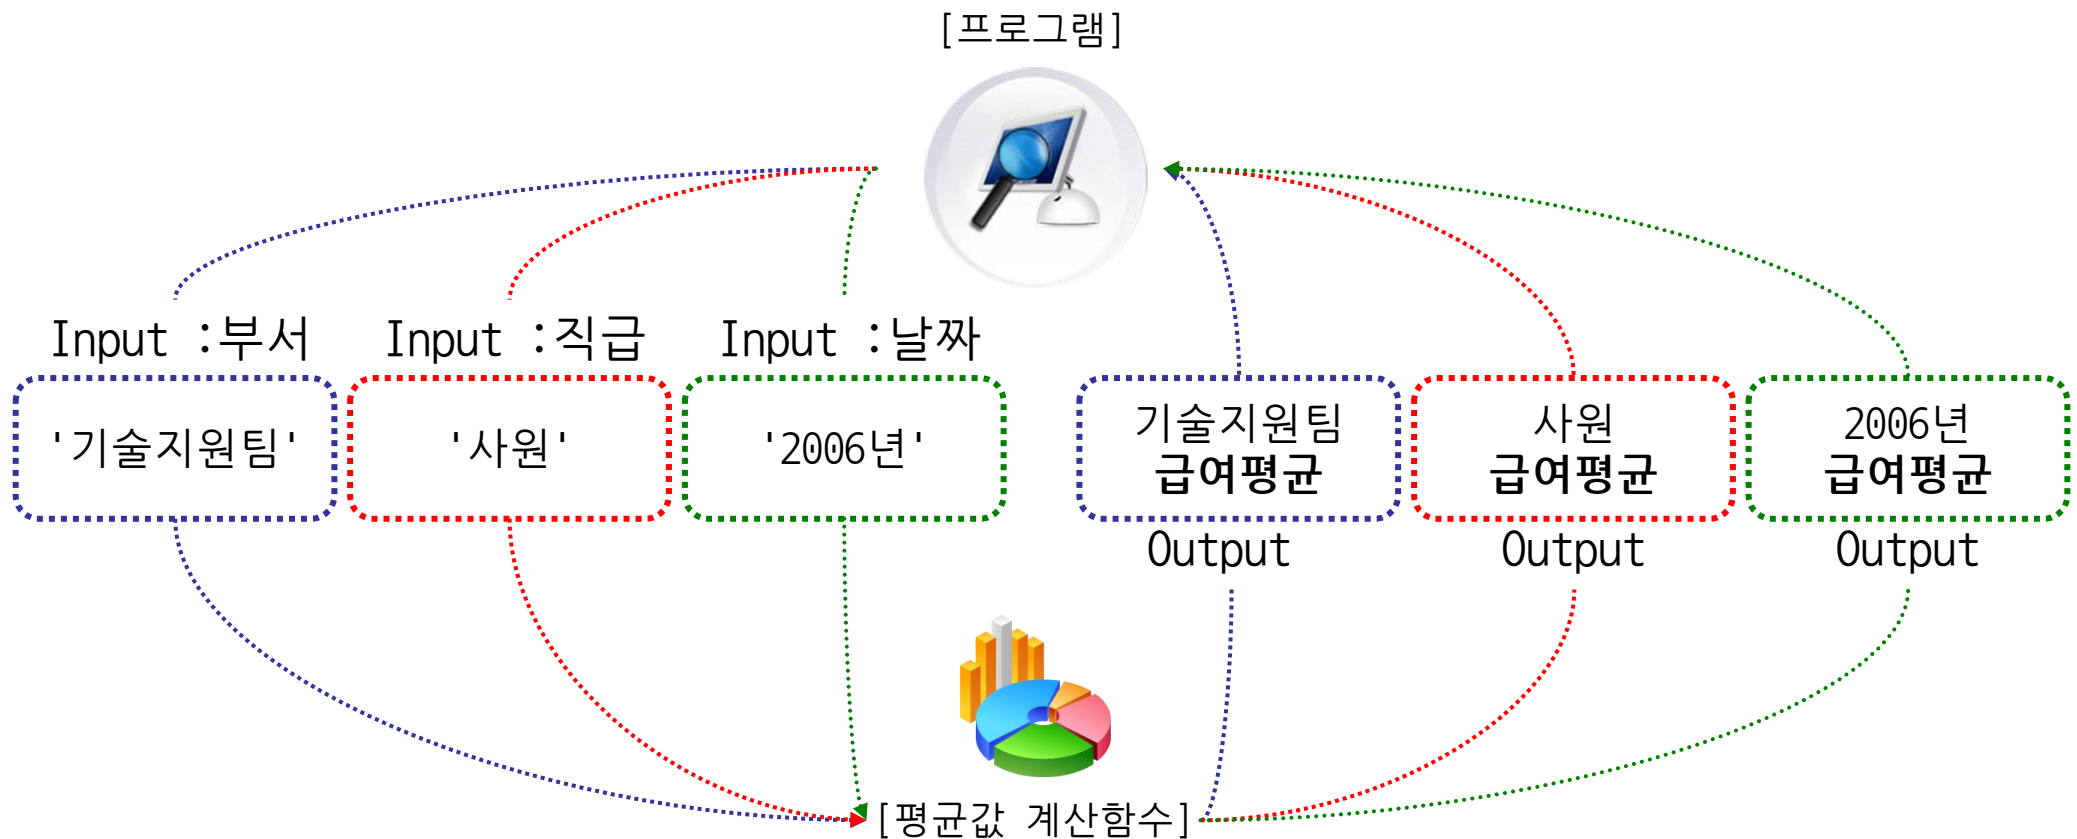 [프로그램]
Input :부서
Input :직급
Input :날짜
'기술지원팀'
'사원'
'2006년'
기술지원팀
급여평균
사원
급여평균
2006년
급여평균
Output
Output
Output
[평균값 계산함수]